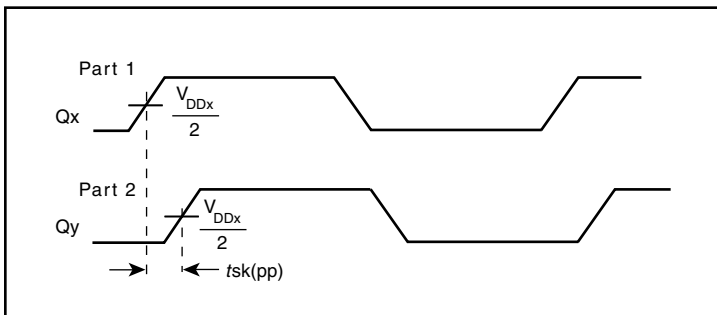 Part 1
Qx
VDDx
2
Part 2
Qy
VDDx
2
tsk(pp)